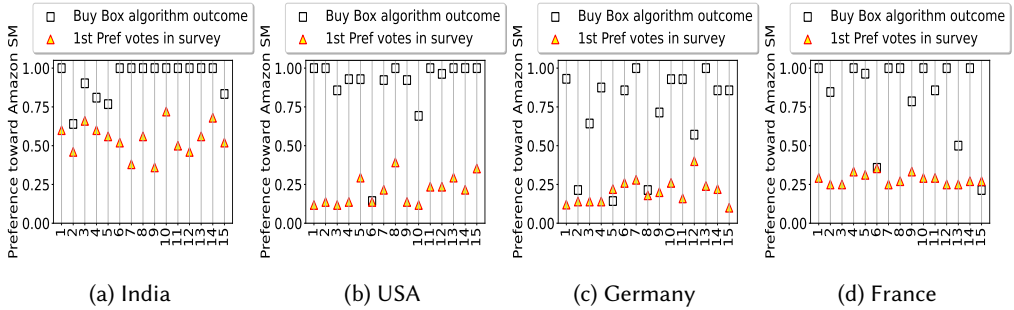 Buy Box algorithm outcome
1st Pref votes in survey
Preference toward Amazon SM
1.00
0.75
0.50
0.25
0.00
1 2 3 4 5 6 7 8 9 10 11 12 13 14 15
(a) India
Buy Box algorithm outcome
1st Pref votes in survey
Preference toward Amazon SM
1.00
0.75
0.50
0.25
0.00
1 2 3 4 5 6 7 8 9 10 11 12 13 14 15
(b) USA
Buy Box algorithm outcome
1st Pref votes in survey
Preference toward Amazon SM
1.00
0.75
0.50
0.25
0.00
1 2 3 4 5 6 7 8 9 10 11 12 13 14 15
(c) Germany
Buy Box algorithm outcome
1st Pref votes in survey
Preference toward Amazon SM
1.00
0.75
0.50
0.25
0.00
1 2 3 4 5 6 7 8 9 10 11 12 13 14 15
(d) France